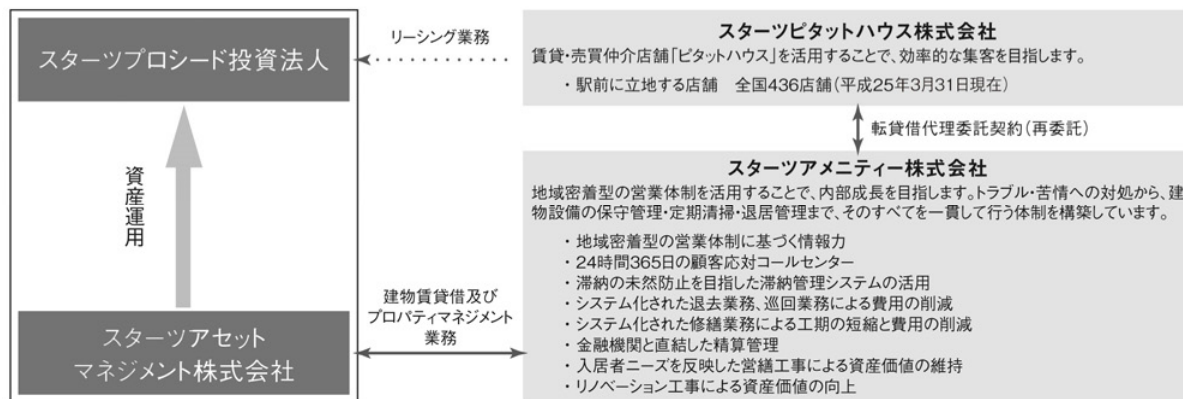 スターツプロシード投資法人
資産運用
スターツアセット
マネジメント株式会社
リーシング業務
建物賃貸借及び
プロパティマネジメント
業務
スターツピタットハウス株式会社
賃貸・売買仲介店舗「ピタットハウス」を活用することで、効率的な集客を目指します。
・駅前に立地する店舗　全国436店舗(平成25年3月31日現在)
転貸借代理委託契約(再委託)
スターツアメニティー株式会社
地域密着型の営業体制を活用することで、内部成長を目指します。トラブル・苦情への対処から、建
物設備の保守管理・定期清掃・退居管理まで、そのすべてを一貫して行う体制を構築しています。
・地域密着型の営業体制に基づく情報力
・24時間365日の顧客応対コールセンター
・滞納の未然防止を目指した滞納管理システムの活用
・システム化された退去業務、巡回業務による費用の削減
・システム化された修繕業務による工期の短縮と費用の削減
・金融機関と直結した精算管理
・入居者ニーズを反映した営繕工事による資産価値の維持
・リノベーション工事による資産価値の向上